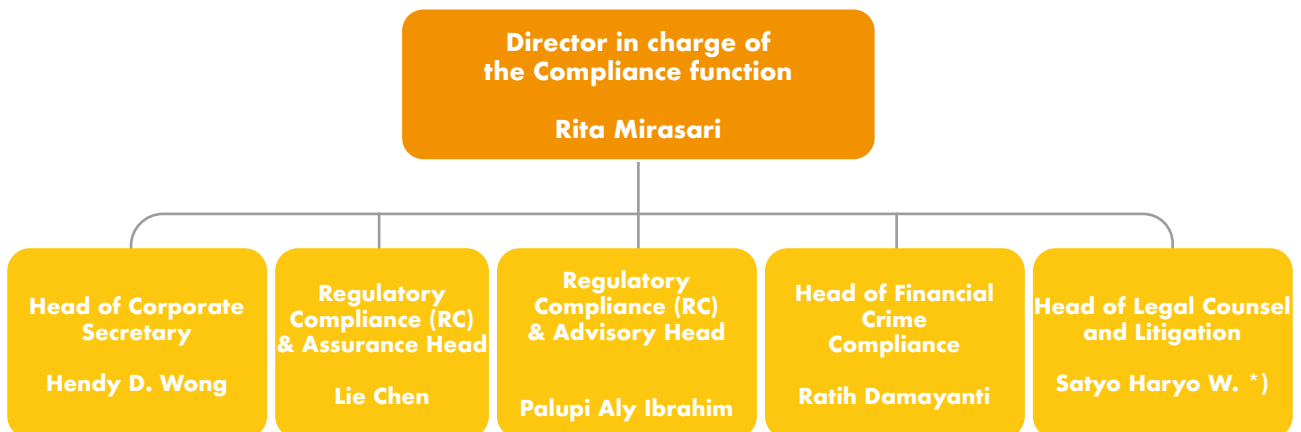 Director in charge of
the Compliance function
Rita Mirasari
Head of Corporate
Secretary
Hendy D. Wong
Regulatory
Compliance (RC)
& Assurance Head
Lie Chen
Regulatory
Compliance (RC)
& Advisory Head
Palupi Aly Ibrahim
Head of Financial
Crime
Compliance
Ratih Damayanti
Head of Legal Counsel
and Litigation
Satyo Haryo W. *)